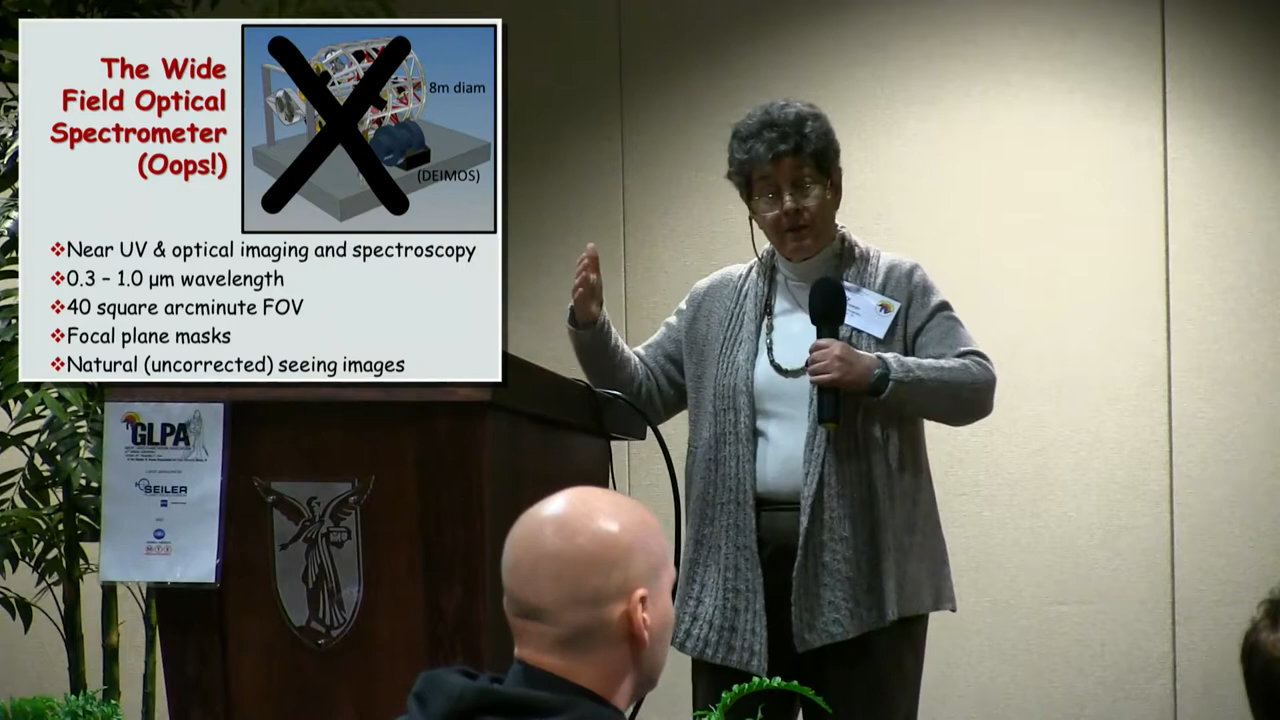 The Wide
Field Optical
Spectrometer
(Oops!)
8m diam
(DEIMOS)
❖Near UV & optical imaging and spectroscopy
❖0.3 – 1.0 µm wavelength
❖40 square arcminute FOV
❖Focal plane masks
❖Natural (uncorrected) seeing images
GLPA
SEILER